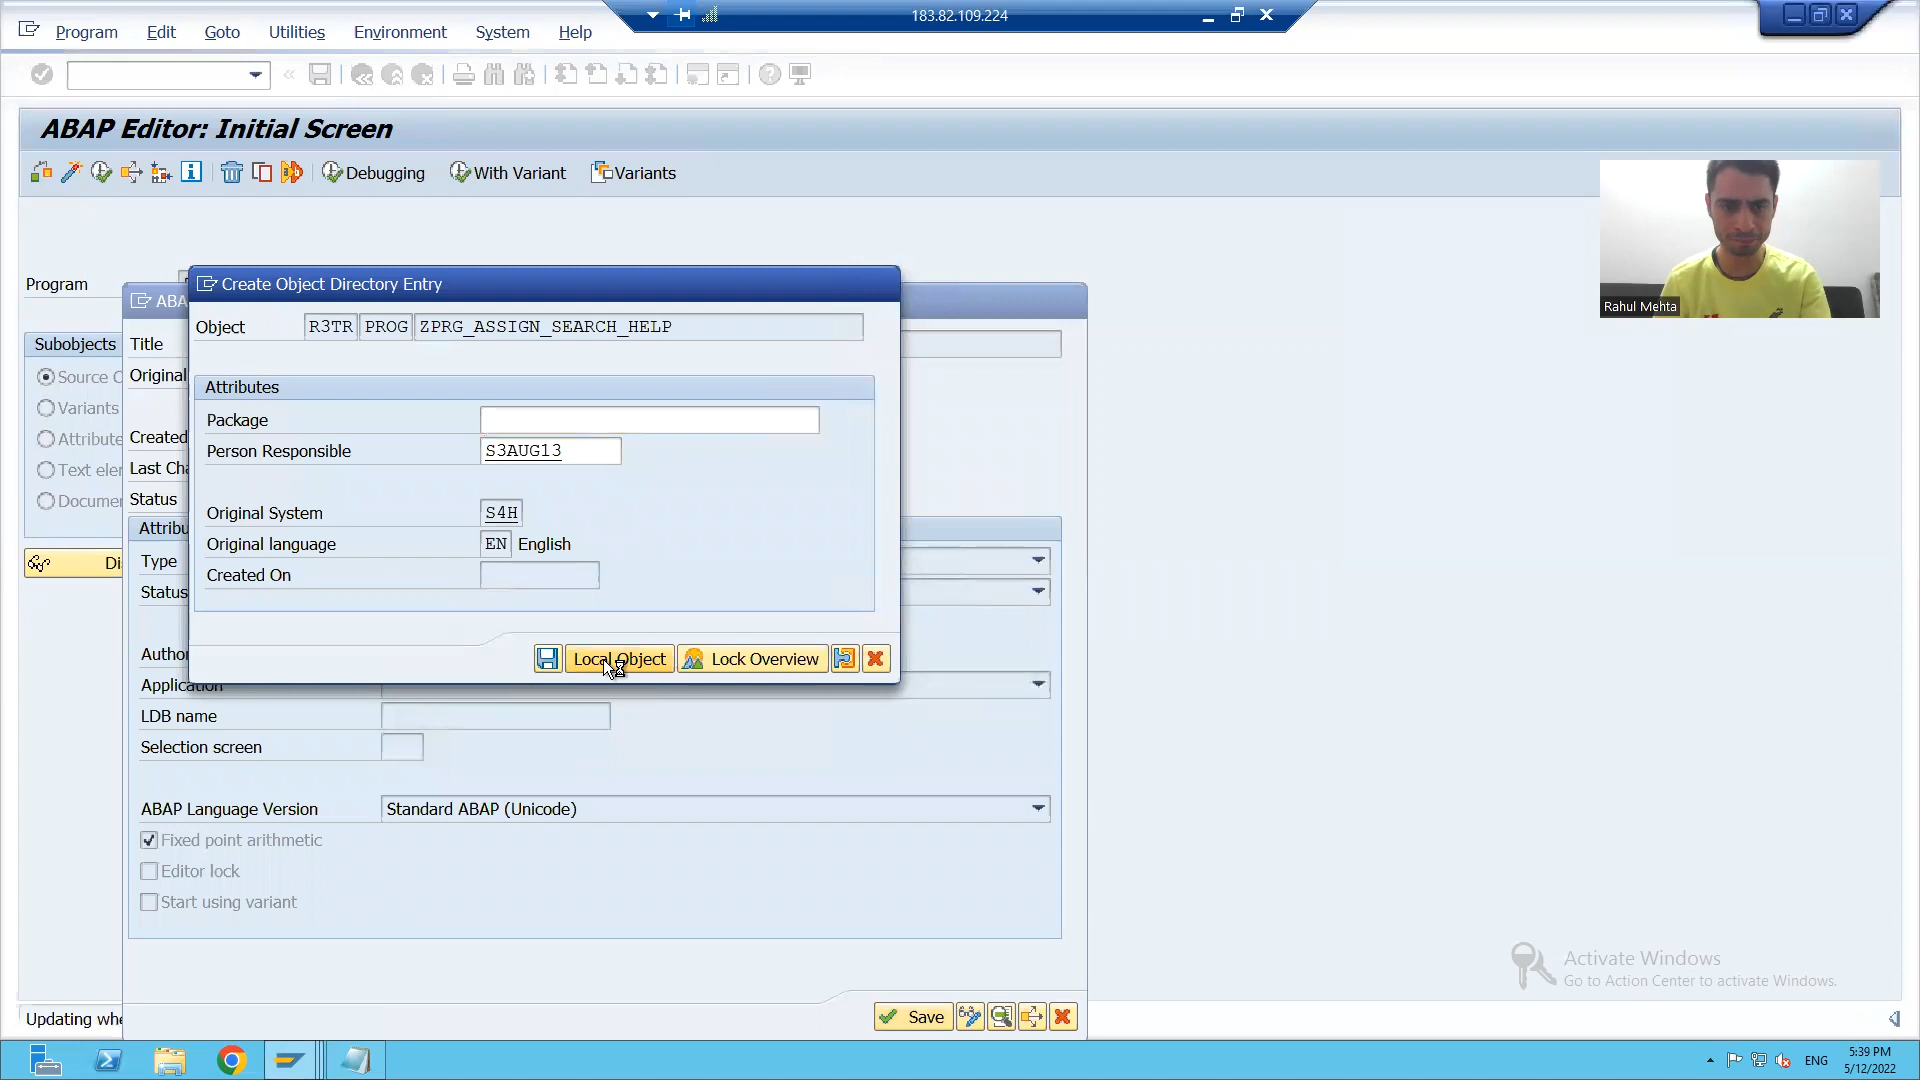 183.82.109.224
Program Edit Goto Utilities Environment System Help
ABAP Editor: Initial Screen
Debugging With Variant Variants
Rahul Mehta
Program
ABA
Create Object Directory Entry
Object R3TR PROG ZPRG_ASSIGN_SEARCH_HELP
Subobjects
Title
Source C
Original
Attributes
Variants
Package
Attribute
Created
Person Responsible S3AUG13
Text elem
Last Cha
Documen
Status
Original System S4H
Attribu
Original language EN English
Di
Type
Created On
Status
Author
Local Object Lock Overview
Application
LDB name
Selection screen
ABAP Language Version Standard ABAP (Unicode)
Fixed point arithmetic
Editor lock
Start using variant
Activate Windows
Go to Action Center to activate Windows.
Updating whe
Save
ENG
5:39 PM
5/12/2022